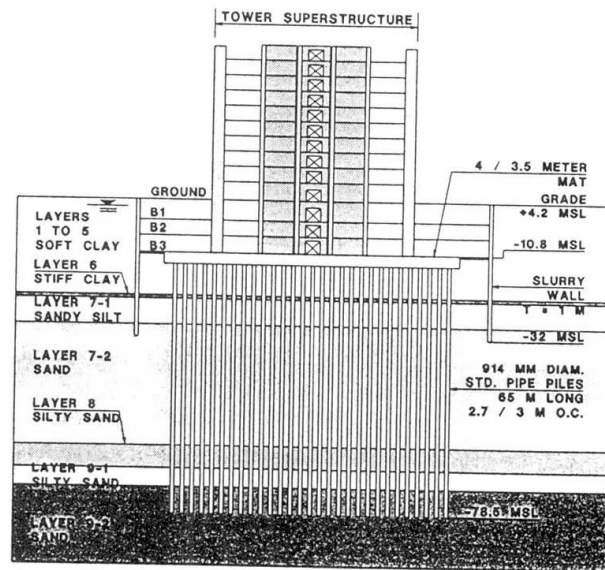 TOWER SUPERSTRUCTURE
4 / 3.5 METER
MAT
GROUND
GRADE
+4.2 MSL
LAYERS
1 TO 5
SOFT CLAY
B1
B2
B3
-10.8 MSL
LAYER 6
STIFF CLAY
SLURRY
WALL
T = 1 M
LAYER 7-1
SANDY SILT
-32 MSL
LAYER 7-2
SAND
914 MM DIAM.
STD. PIPE PILES
65 M LONG
2.7 / 3 M O.C.
LAYER 8
SILTY SAND
LAYER 9-1
SILTY SAND
-78.5 MSL
LAYER 9-2
SAND